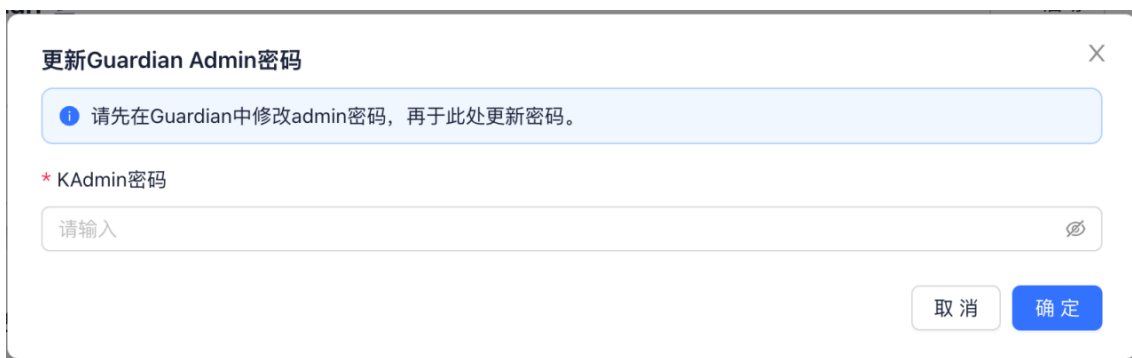 更新Guardian Admin密码
请先在Guardian中修改admin密码，再于此处更新密码。
* KAdmin密码
请输入
取 消
确 定